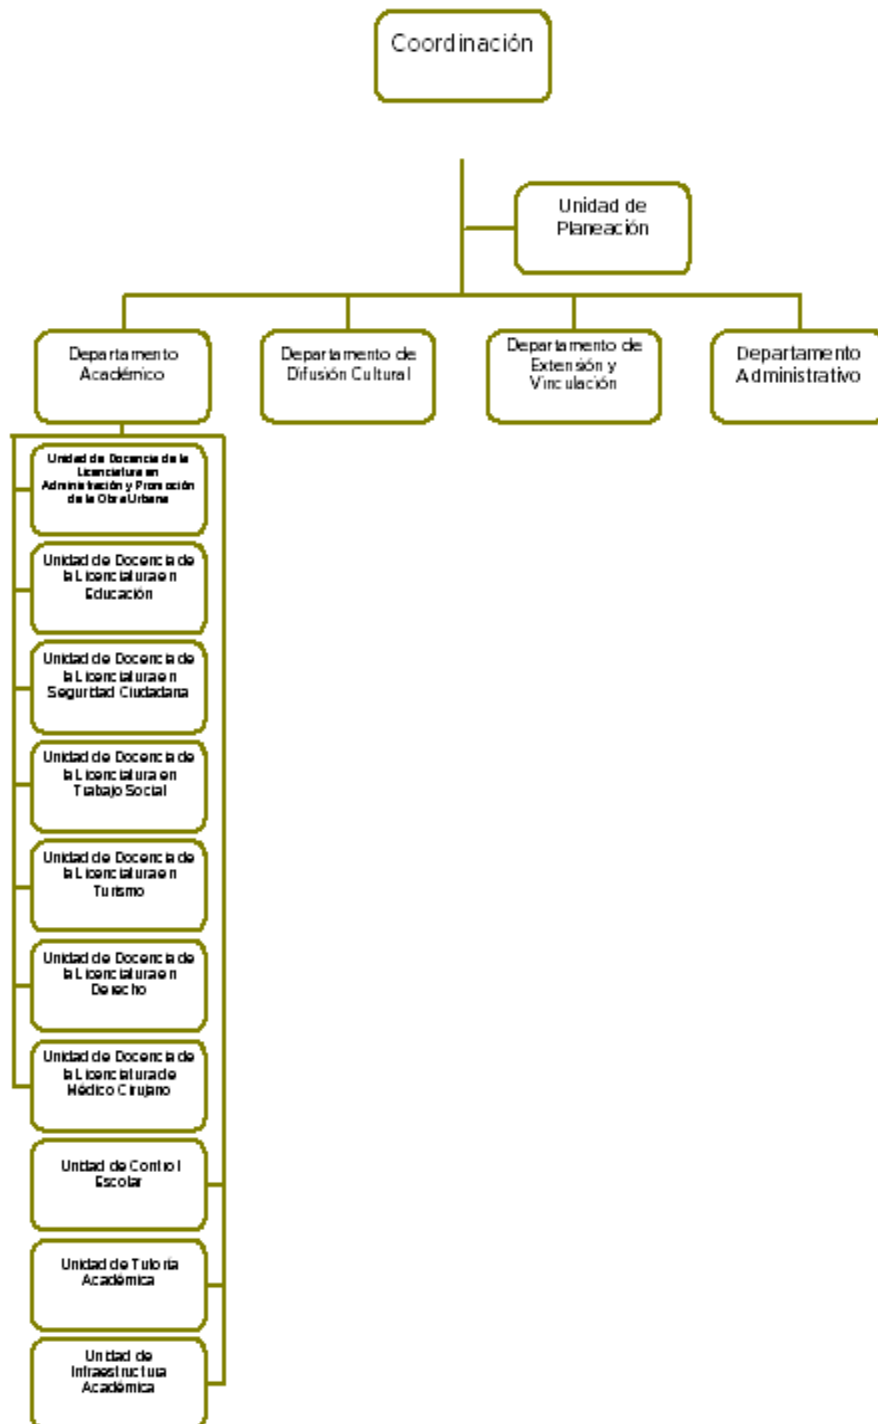 Coordinación
Unidad de
Planeación
Departamento
Académico
Departamento de
Difusión Cultural
Departamento de
Extensión y
Vinculación
Departamento
Administrativo
Unidad de Docencia de la
Licenciatura en
Administración y Promoción
de la Obra Urbana
Unidad de Docencia de
la Licenciatura en
Educación
Unidad de Docencia de
la Licenciatura en
Seguridad Ciudadana
Unidad de Docencia de
la Licenciatura en
Trabajo Social
Unidad de Docencia de
la Licenciatura en
Turismo
Unidad de Docencia de
la Licenciatura en
Derecho
Unidad de Docencia de
la Licenciatura de
Médico Cirujano
Unidad de Control
Escolar
Unidad de Tutoría
Académica
Unidad de
Infraestructura
Académica